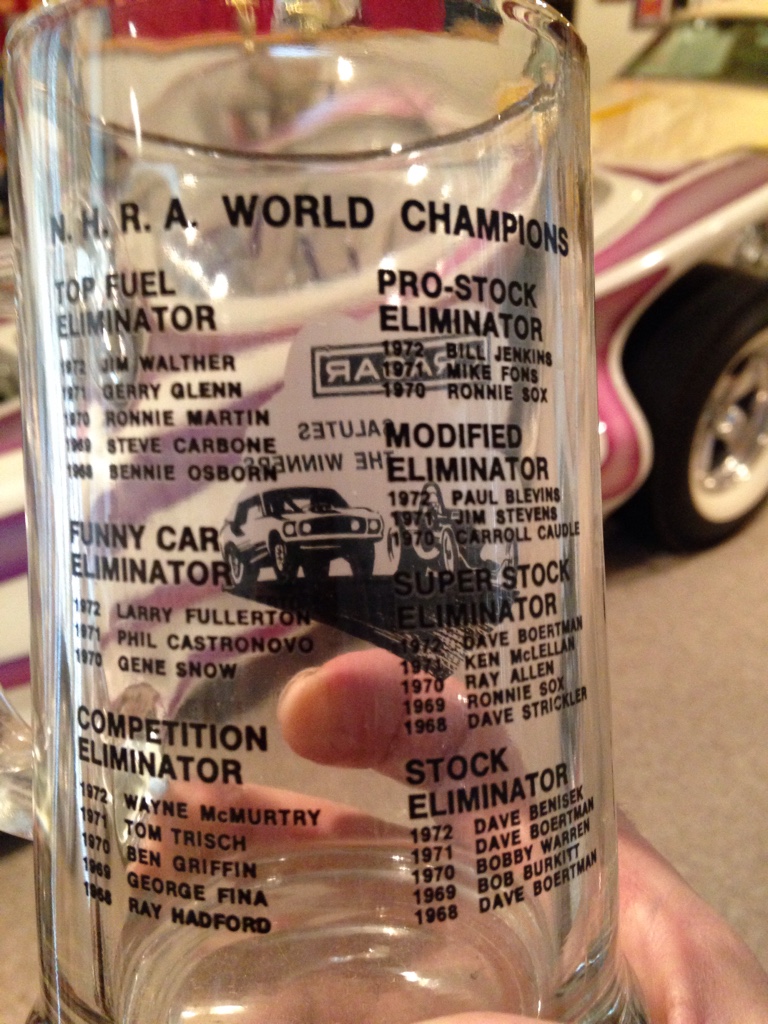 N. H. R. A. WORLD CHAMPIONS
TOP FUEL
ELIMINATOR
1972 JIM WALTHER
1971 GERRY GLENN
1970 RONNIE MARTIN
1969 STEVE CARBONE
1968 BENNIE OSBORN
FUNNY CAR
ELIMINATOR
1972 LARRY FULLERTON
1971 PHIL CASTRONOVO
1970 GENE SNOW
COMPETITION
ELIMINATOR
1972 WAYNE McMURTRY
1971 TOM TRISCH
1970 BEN GRIFFIN
1969 GEORGE FINA
1968 RAY HADFORD
PRO-STOCK
ELIMINATOR
1972 BILL JENKINS
1971 MIKE FONS
1970 RONNIE SOX
MODIFIED
ELIMINATOR
1972 PAUL BLEVINS
1971 JIM STEVENS
1970 CARROLL CAUDLE
SUPER STOCK
ELIMINATOR
1972 DAVE BOERTMAN
1971 KEN McLELLAN
1970 RAY ALLEN
1969 RONNIE SOX
1968 DAVE STRICKLER
STOCK
ELIMINATOR
1972 DAVE BENISEK
1971 DAVE BOERTMAN
1970 BOBBY WARREN
1969 BOB BURKITT
1968 DAVE BOERTMAN
SALUTES
THE WINNERS